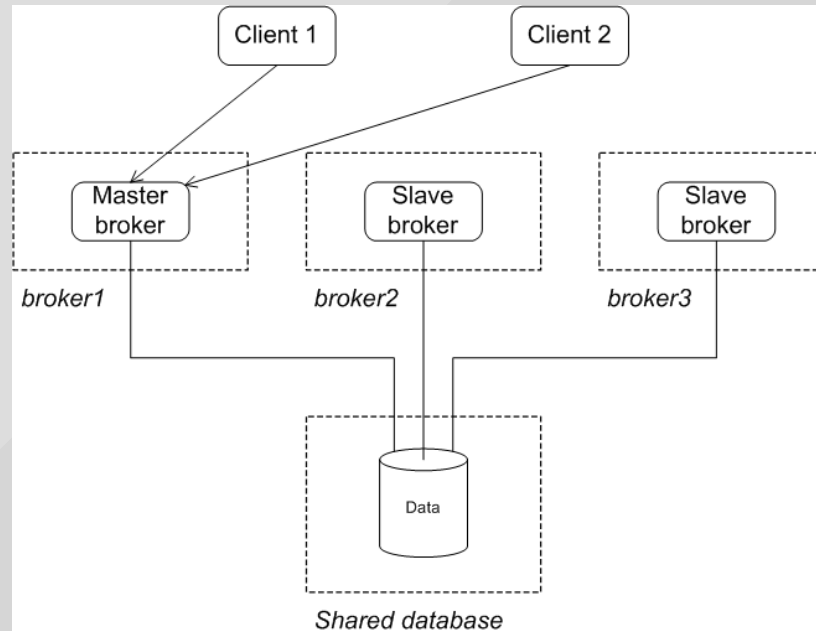 Client 1
Client 2
Master
broker
Slave
broker
Slave
broker
broker1
broker2
broker3
Data
Shared database